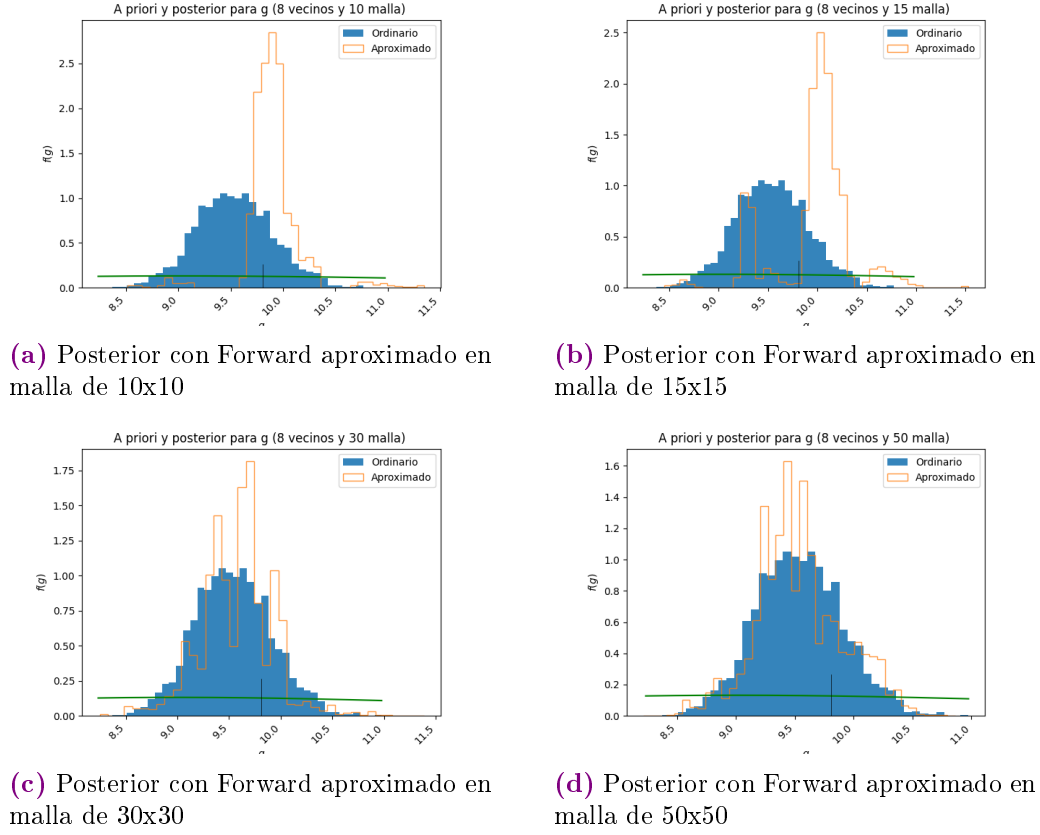 A priori y posterior para g (8 vecinos y 10 malla)
Ordinario
Aproximado
f(g)
2.5
2.0
1.5
1.0
0.5
0.0
8.5 9.0 9.5 10.0 10.5 11.0 11.5
(a) Posterior con Forward aproximado en
malla de 10x10
A priori y posterior para g (8 vecinos y 15 malla)
Ordinario
Aproximado
f(g)
2.5
2.0
1.5
1.0
0.5
0.0
8.5 9.0 9.5 10.0 10.5 11.0 11.5
(b) Posterior con Forward aproximado en
malla de 15x15
A priori y posterior para g (8 vecinos y 30 malla)
Ordinario
Aproximado
f(g)
1.75
1.50
1.25
1.00
0.75
0.50
0.25
0.00
8.5 9.0 9.5 10.0 10.5 11.0 11.5
(c) Posterior con Forward aproximado en
malla de 30x30
A priori y posterior para g (8 vecinos y 50 malla)
Ordinario
Aproximado
f(g)
1.6
1.4
1.2
1.0
0.8
0.6
0.4
0.2
0.0
8.5 9.0 9.5 10.0 10.5 11.0
(d) Posterior con Forward aproximado en
malla de 50x50